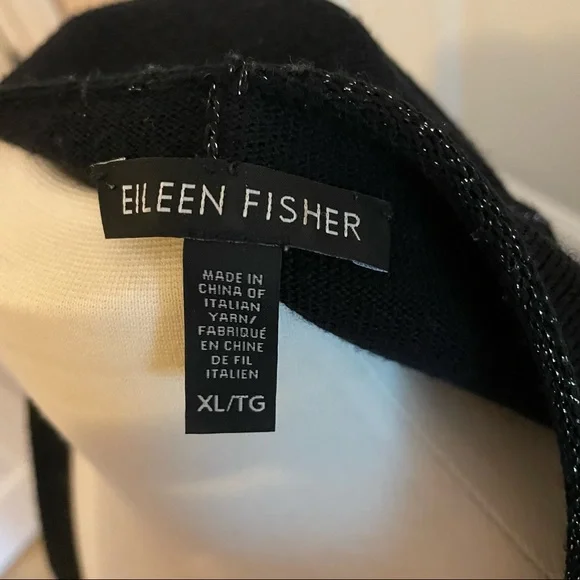 EILEEN FISHER
MADE IN
CHINA OF
ITALIAN
YARN/
FABRIQUÉ
EN CHINE
DE FIL
ITALIEN
XL/TG